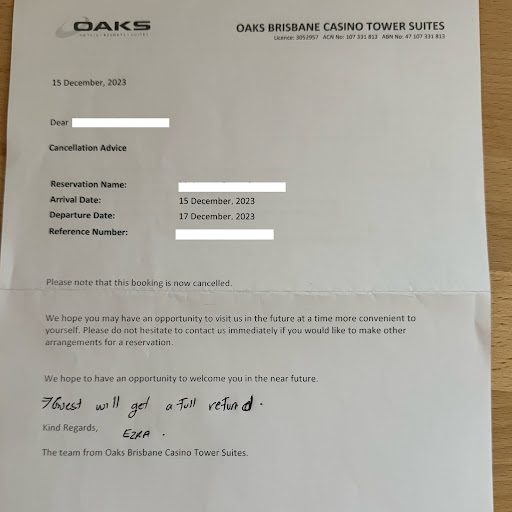 OAKS
HOTELS • RESORTS • SUITES
OAKS BRISBANE CASINO TOWER SUITES
Licence: 3052957 ACN No: 107 331 813 ABN No: 47 107 331 813
15 December, 2023
Dear
Cancellation Advice
Reservation Name:
Arrival Date: 15 December, 2023
Departure Date: 17 December, 2023
Reference Number:
Please note that this booking is now cancelled.
We hope you may have an opportunity to visit us in the future at a time more convenient to
yourself. Please do not hesitate to contact us immediately if you would like to make other
arrangements for a reservation.
We hope to have an opportunity to welcome you in the near future.
Guest will get a full refund.
Kind Regards,
EZRA.
The team from Oaks Brisbane Casino Tower Suites.